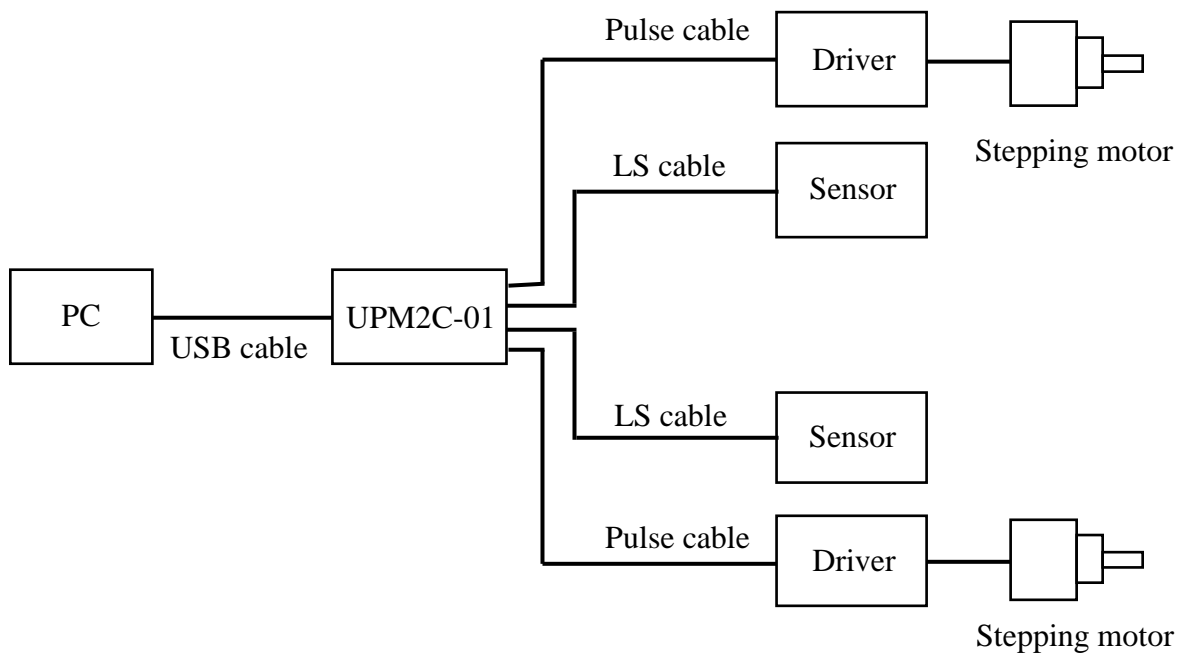 Pulse cable
Driver
Stepping motor
LS cable
Sensor
PC
USB cable
UPM2C-01
LS cable
Sensor
Pulse cable
Driver
Stepping motor